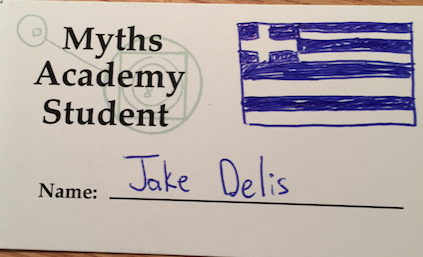 Myths
Academy
Student
Name: Jake Delis